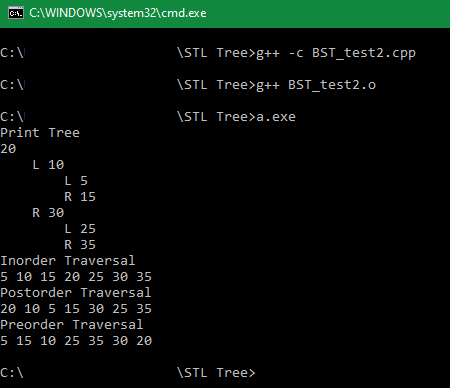 C:\WINDOWS\system32\cmd.exe
C:\                    \STL Tree>g++ -c BST_test2.cpp
C:\                    \STL Tree>g++ BST_test2.o
C:\                    \STL Tree>a.exe
Print Tree
20
    L 10
        L 5
        R 15
    R 30
        L 25
        R 35
Inorder Traversal
5 10 15 20 25 30 35
Postorder Traversal
20 10 5 15 30 25 35
Preorder Traversal
5 15 10 25 35 30 20
C:\                    \STL Tree>